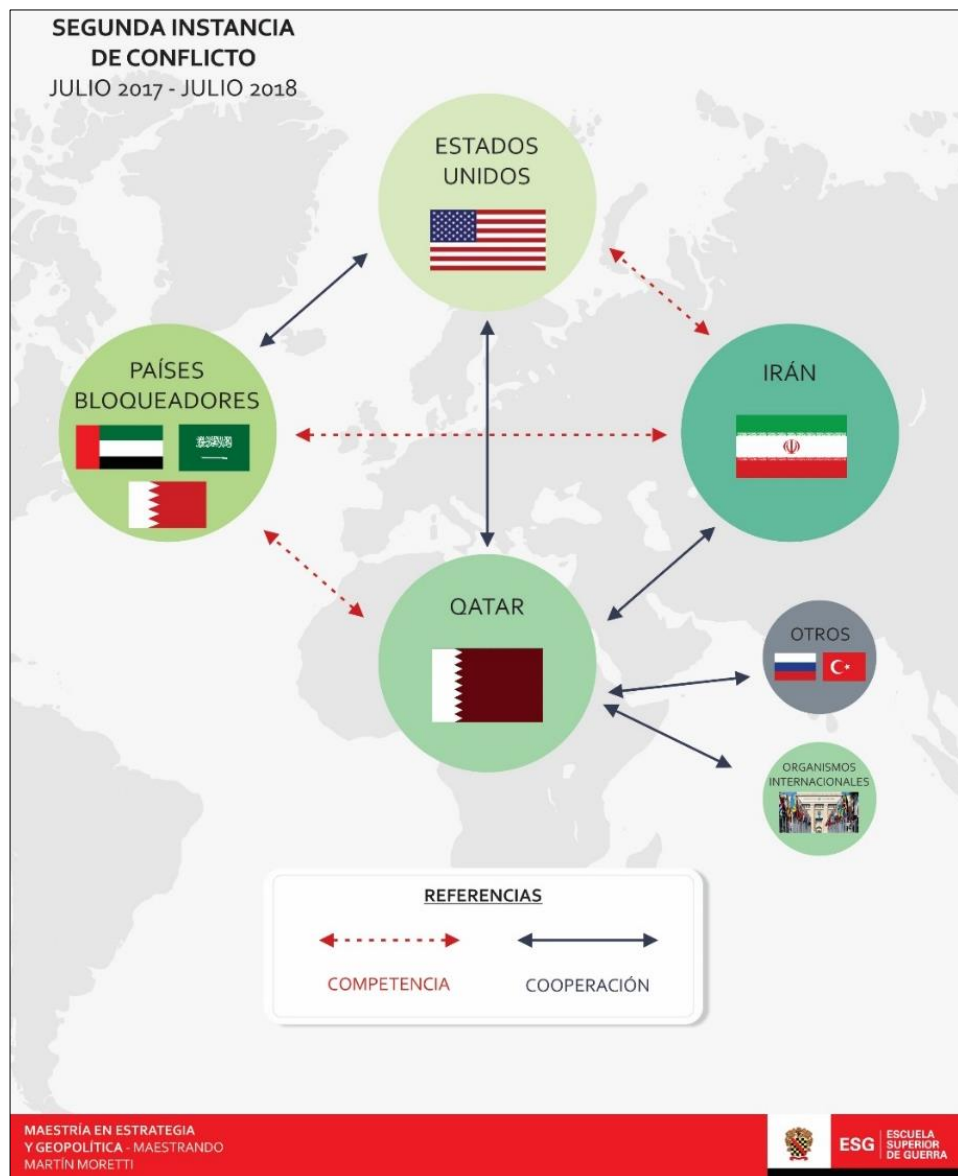 SEGUNDA INSTANCIA
DE CONFLICTO
JULIO 2017 - JULIO 2018
ESTADOS
UNIDOS
PAÍSES
BLOQUEADORES
IRÁN
QATAR
OTROS
ORGANISMOS
INTERNACIONALES
REFERENCIAS
COMPETENCIA
COOPERACIÓN
MAESTRÍA EN ESTRATEGIA
Y GEOPOLÍTICA - MAESTRANDO
MARTÍN MORETTI
ESG
ESCUELA
SUPERIOR
DE GUERRA